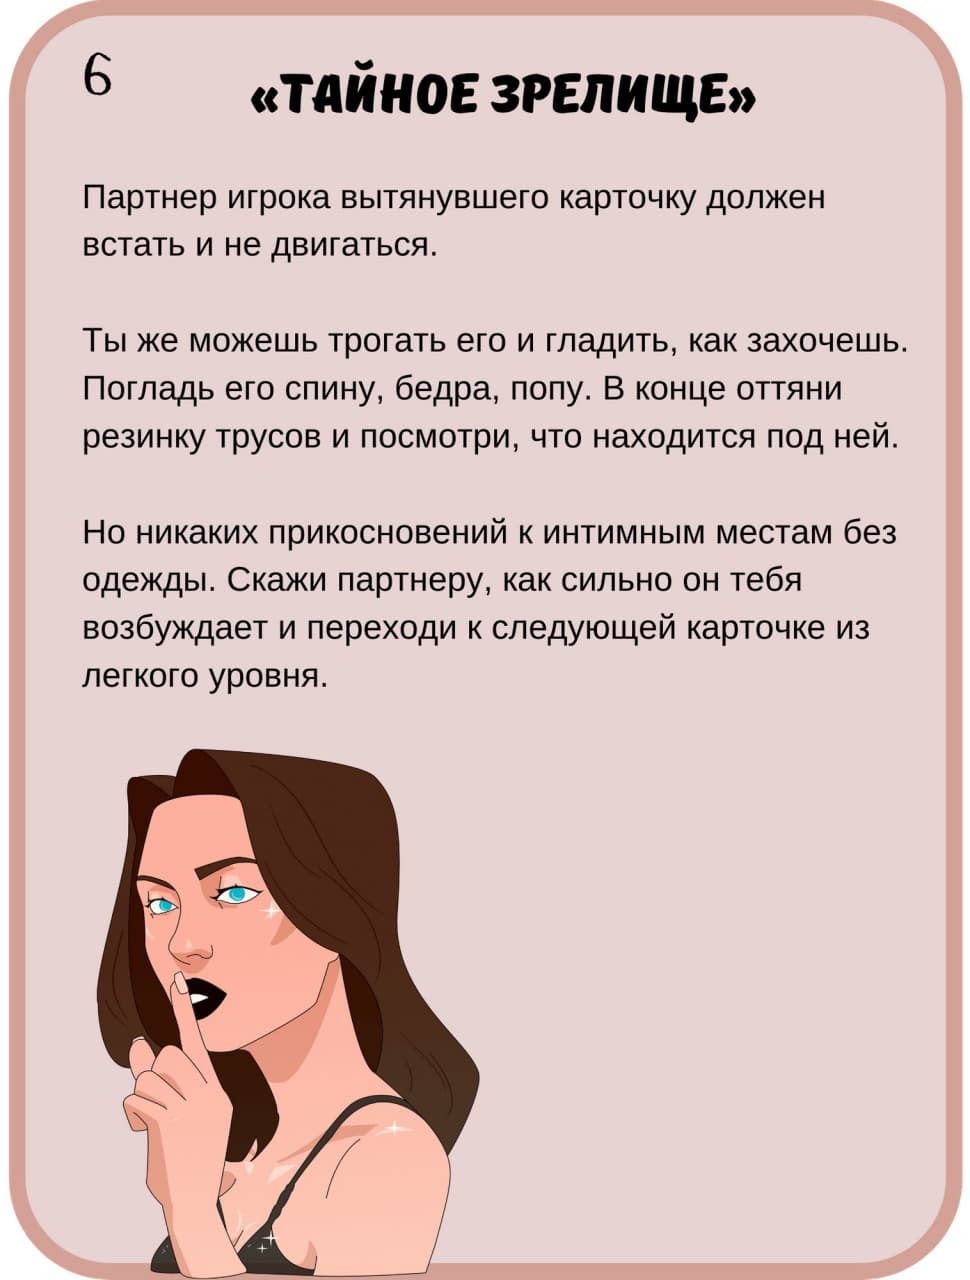 6
«ТАЙНОЕ ЗРЕЛИЩЕ»
Партнер игрока вытянувшего карточку должен
встать и не двигаться.
Ты же можешь трогать его и гладить, как захочешь.
Погладь его спину, бедра, попу. В конце оттяни
резинку трусов и посмотри, что находится под ней.
Но никаких прикосновений к интимным местам без
одежды. Скажи партнеру, как сильно он тебя
возбуждает и переходи к следующей карточке из
легкого уровня.